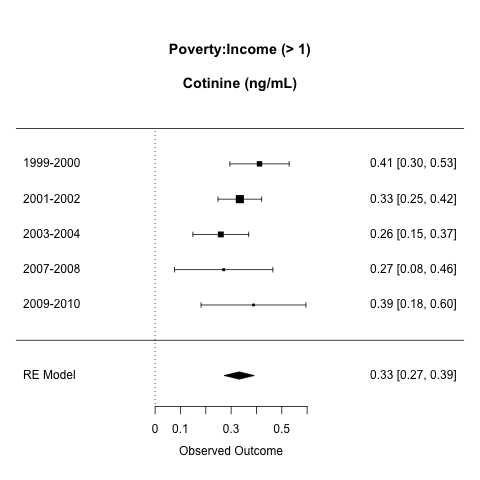 Poverty:Income (> 1)
Cotinine (ng/mL)
1999-2000 0.41 [0.30, 0.53]
2001-2002 0.33 [0.25, 0.42]
2003-2004 0.26 [0.15, 0.37]
2007-2008 0.27 [0.08, 0.46]
2009-2010 0.39 [0.18, 0.60]
RE Model 0.33 [0.27, 0.39]
0 0.1 0.3 0.5
Observed Outcome